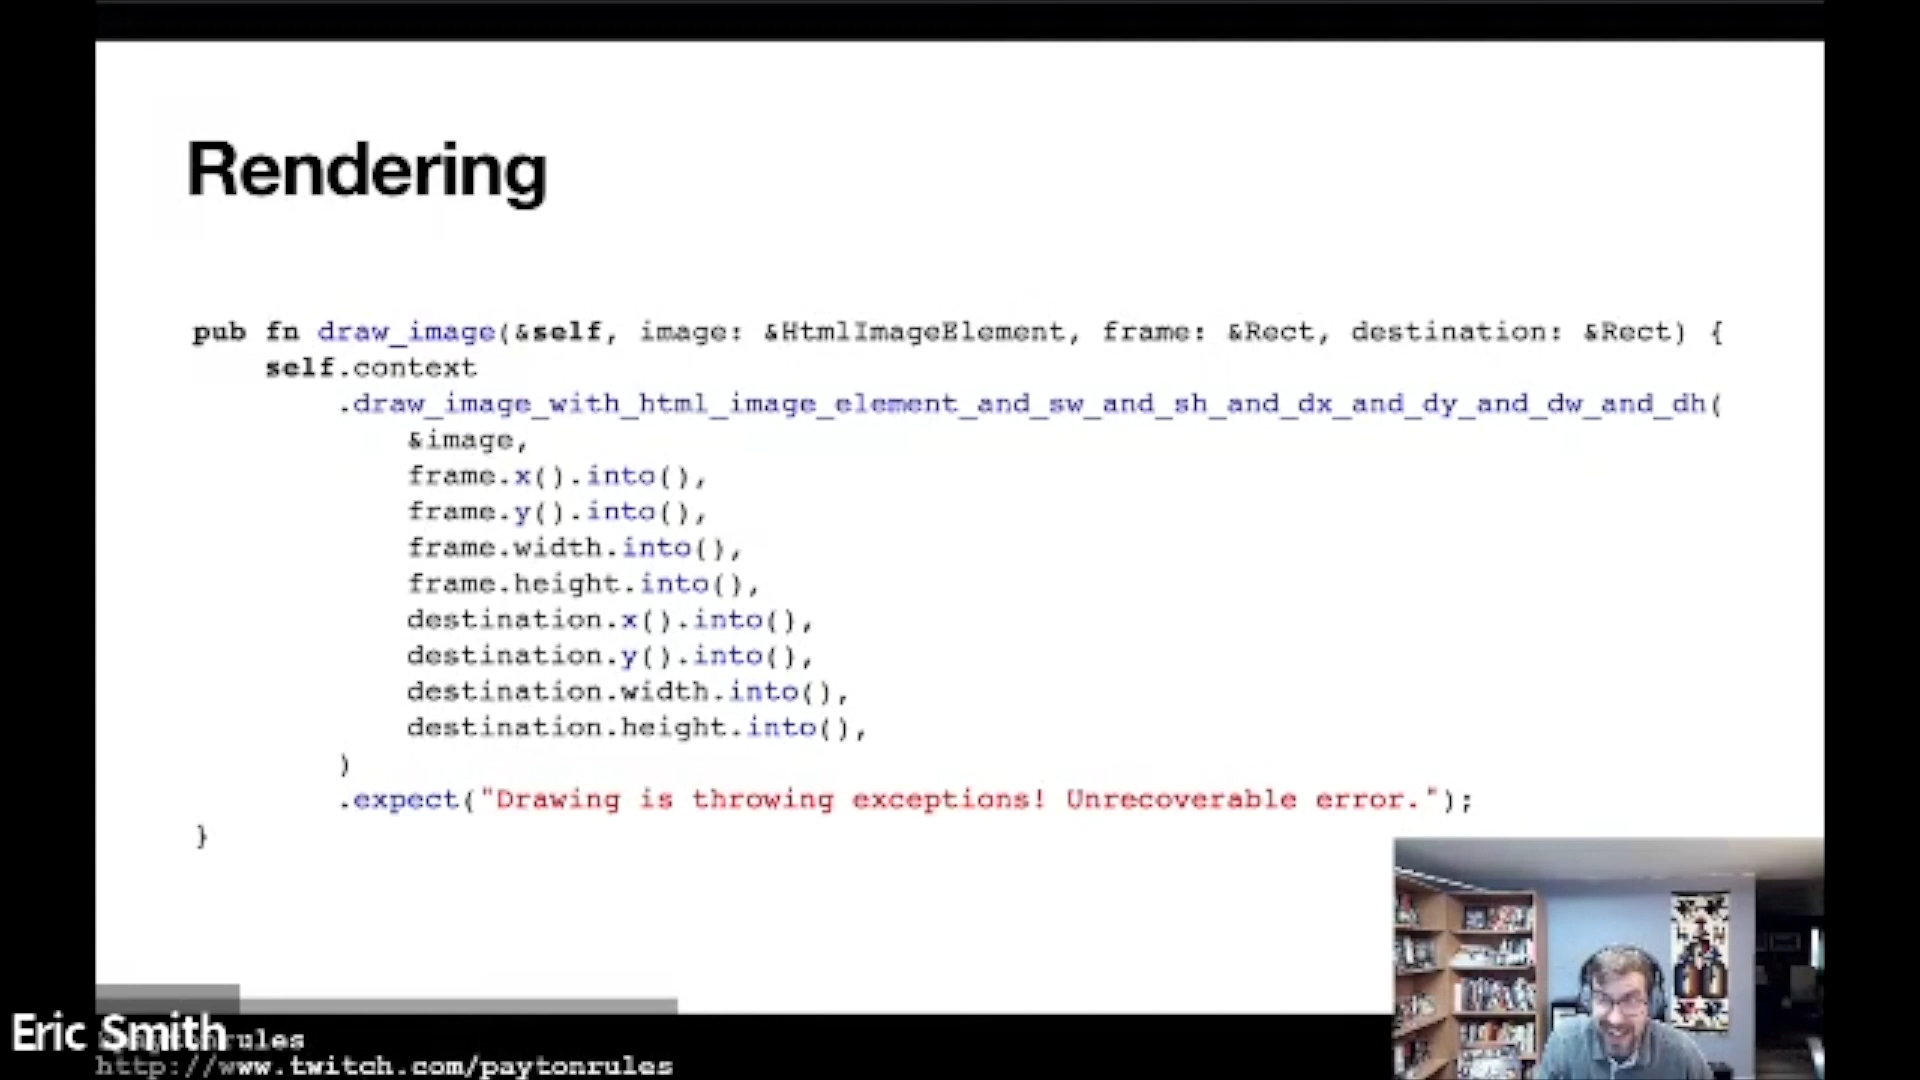 Rendering
pub fn draw_image(&self, image: &HtmlImageElement, frame: &Rect, destination: &Rect) {
self.context
.draw_image_with_html_image_element_and_sw_and_sh_and_dx_and_dy_and_dw_and_dh(
&image,
frame.x().into(),
frame.y().into(),
frame.width.into(),
frame.height.into(),
destination.x().into(),
destination.y().into(),
destination.width.into(),
destination.height.into(),
)
.expect("Drawing is throwing exceptions! Unrecoverable error.");
}
Eric Smith
http://www.twitch.com/paytonrules